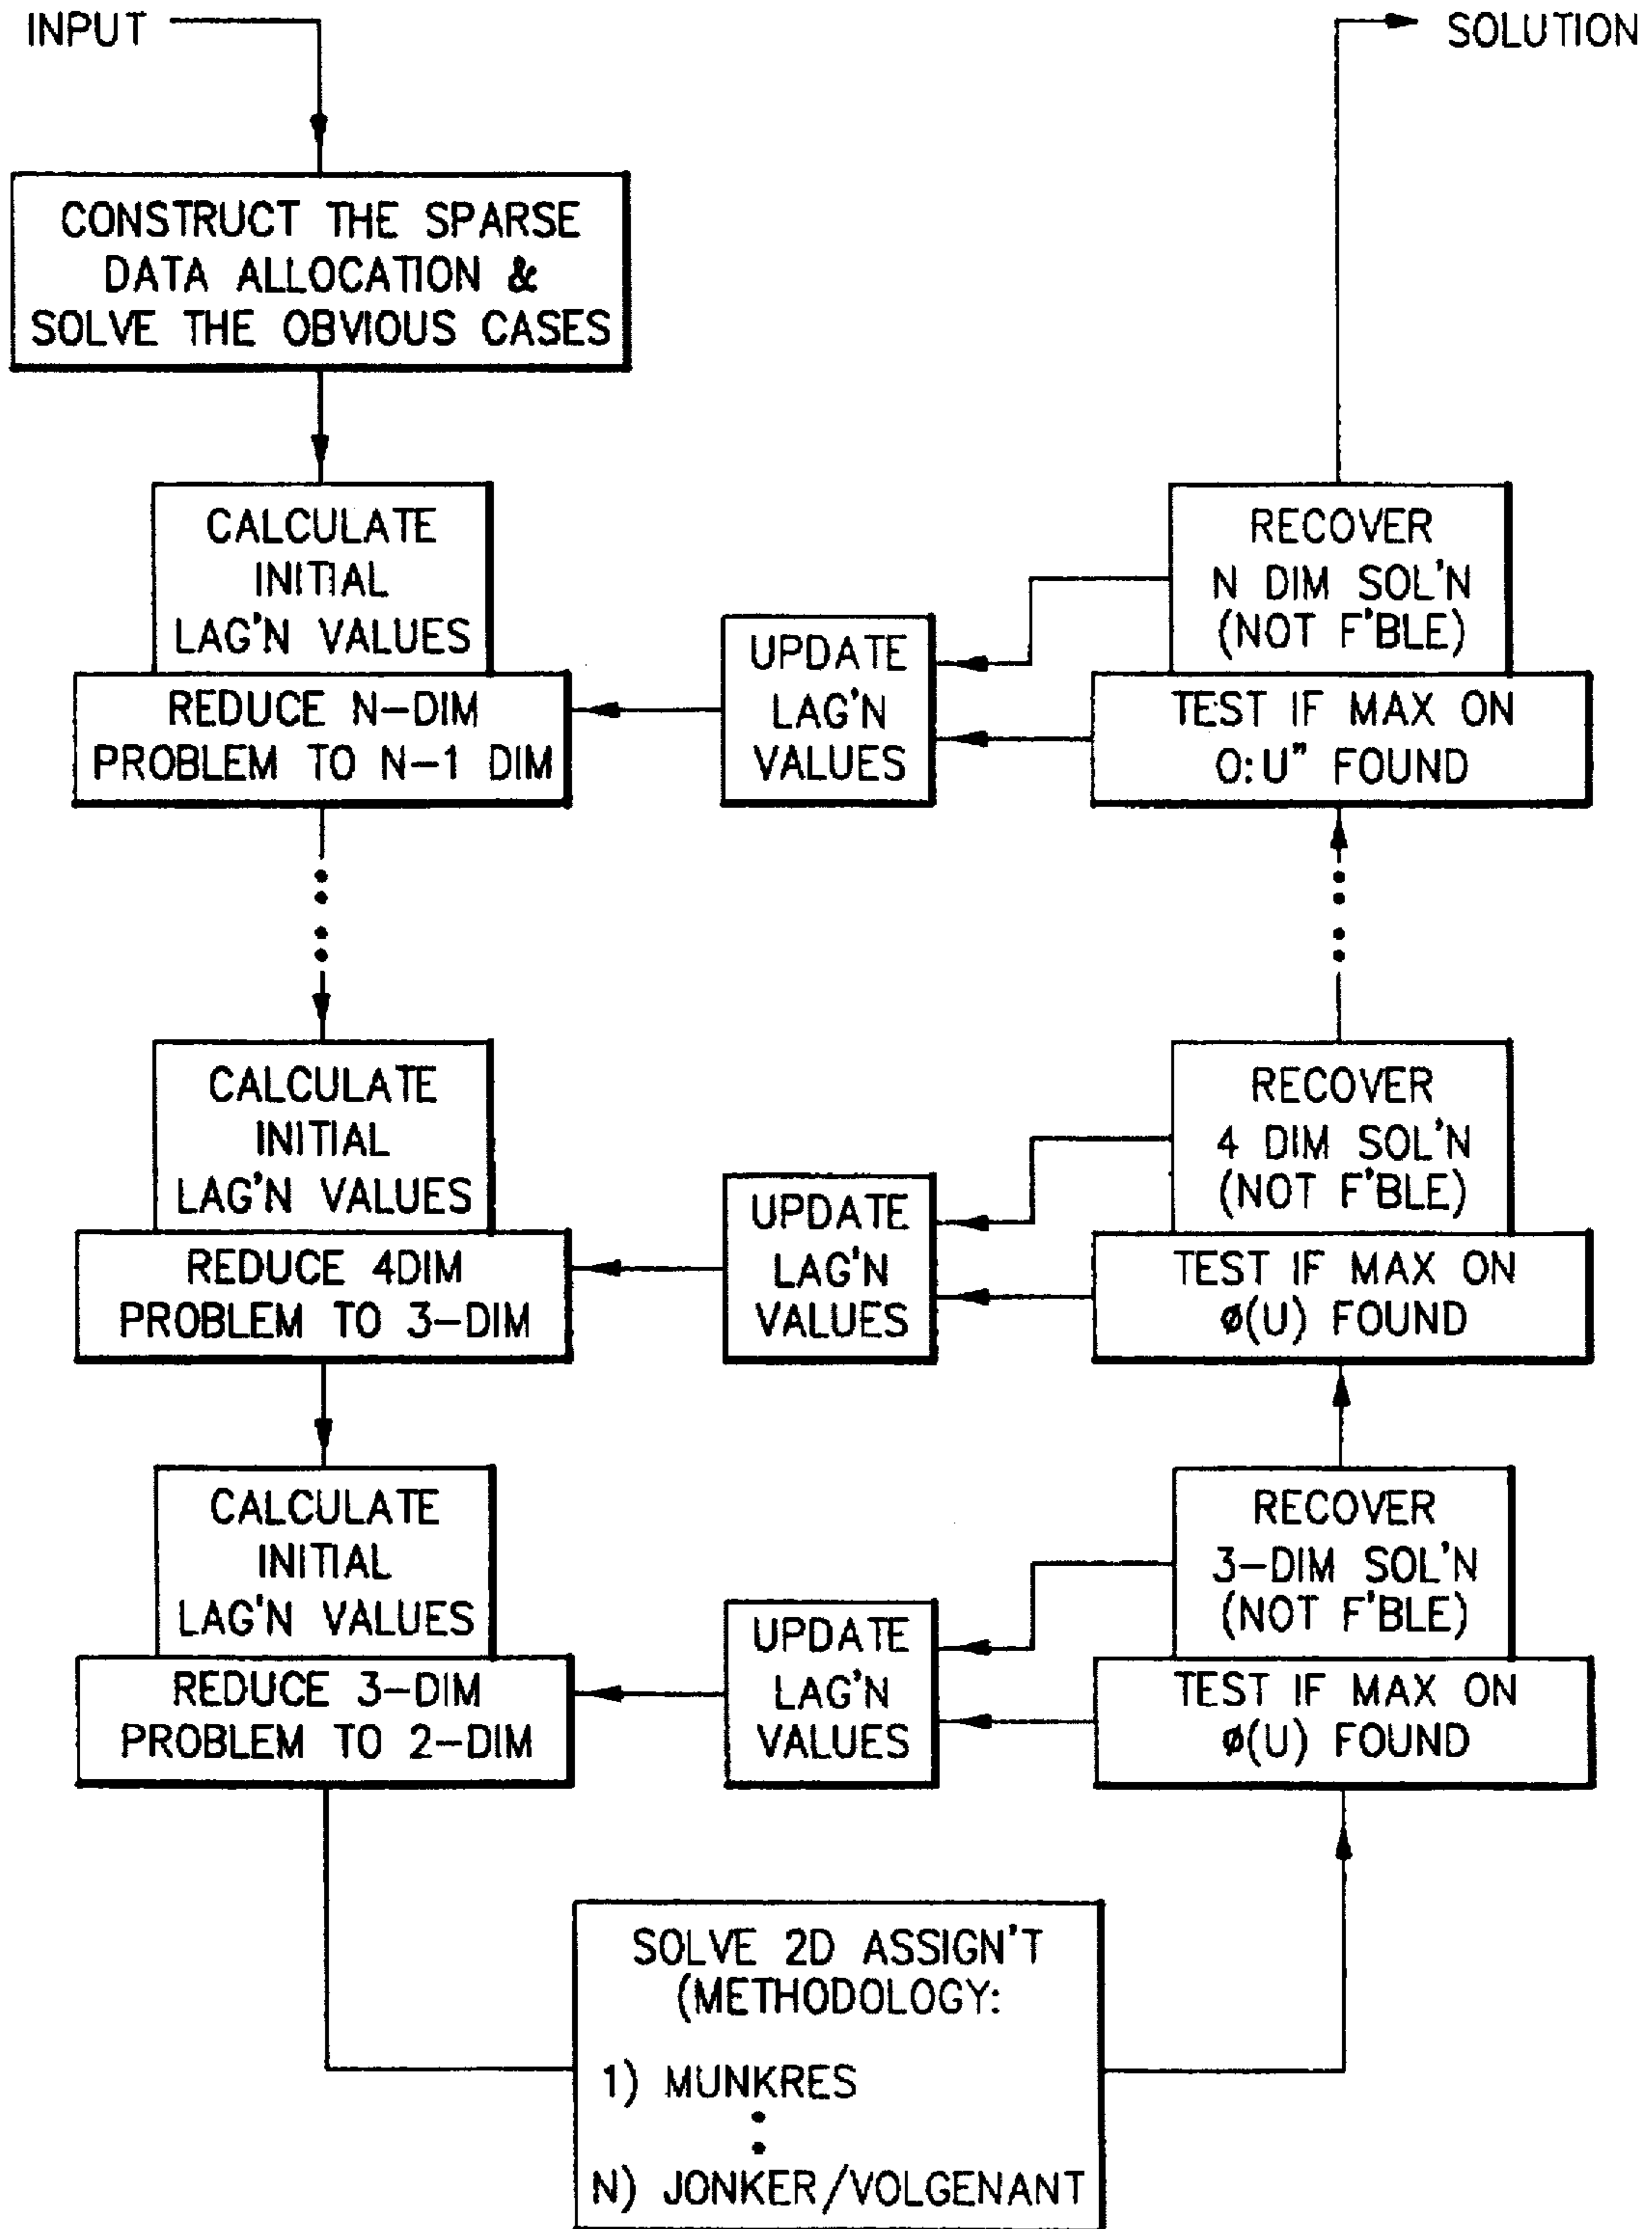 INPUT
SOLUTION
CONSTRUCT THE SPARSE
DATA ALLOCATION &
SOLVE THE OBVIOUS CASES
CALCULATE
INITIAL
LAG'N VALUES
REDUCE N-DIM
PROBLEM TO N-1 DIM
UPDATE
LAG'N
VALUES
RECOVER
N DIM SOL'N
(NOT F'BLE)
TEST IF MAX ON
O:U" FOUND
CALCULATE
INITIAL
LAG'N VALUES
REDUCE 4DIM
PROBLEM TO 3-DIM
UPDATE
LAG'N
VALUES
RECOVER
4 DIM SOL'N
(NOT F'BLE)
TEST IF MAX ON
ø(U) FOUND
CALCULATE
INITIAL
LAG'N VALUES
REDUCE 3-DIM
PROBLEM TO 2-DIM
UPDATE
LAG'N
VALUES
RECOVER
3-DIM SOL'N
(NOT F'BLE)
TEST IF MAX ON
ø(U) FOUND
SOLVE 2D ASSIGN'T
(METHODOLOGY:
1) MUNKRES
N) JONKER/VOLGENANT